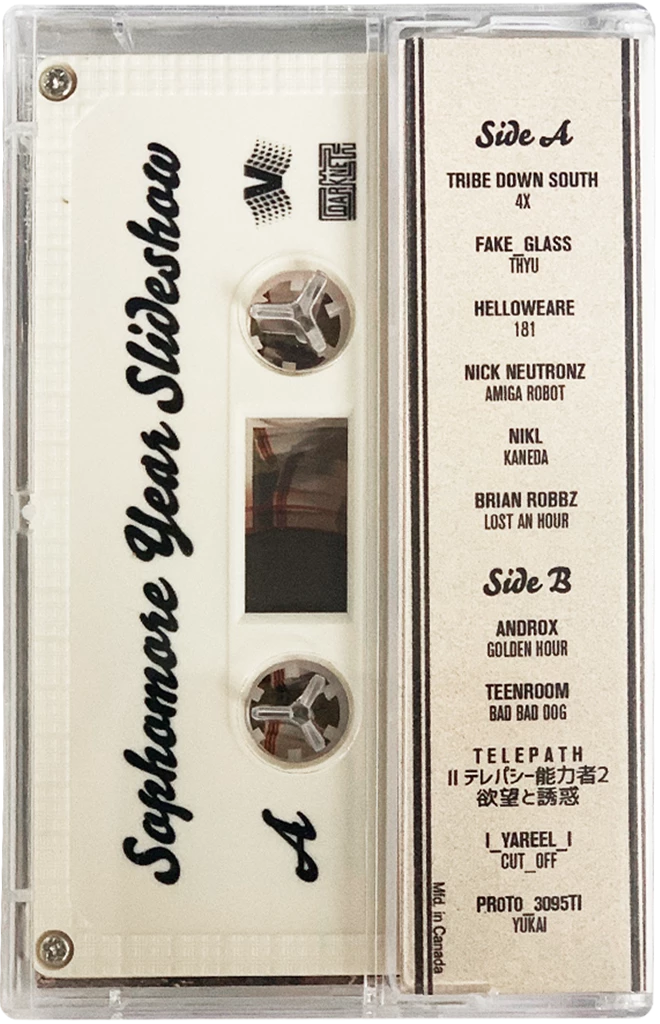 Sophomore Year Slideshow
V
DARKLETF
A
Side A
TRIBE DOWN SOUTH
4X
FAKE_GLASS
THYU
HELLOWEARE
181
NICK NEUTRONZ
AMIGA ROBOT
NIKL
KANEDA
BRIAN ROBBZ
LOST AN HOUR
Side B
ANDROX
GOLDEN HOUR
TEENROOM
BAD BAD DOG
TELEPATH
II テレパシー能力者2
欲望と誘惑
I_YAREEL_I
CUT_OFF
PROTO_3095TI
YUKAI
Mfd. in Canada